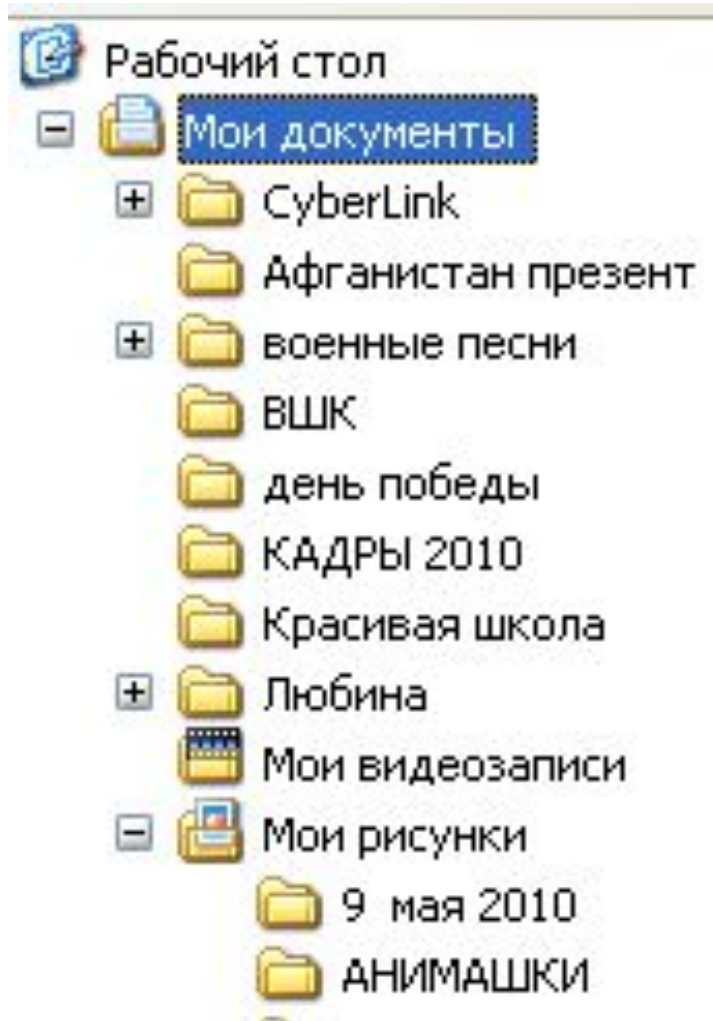 Рабочий стол
Мои документы
CyberLink
Афганистан презент
военные песни
ВШК
день победы
КАДРЫ 2010
Красивая школа
Любина
Мои видеозаписи
Мои рисунки
9 мая 2010
АНИМАШКИ